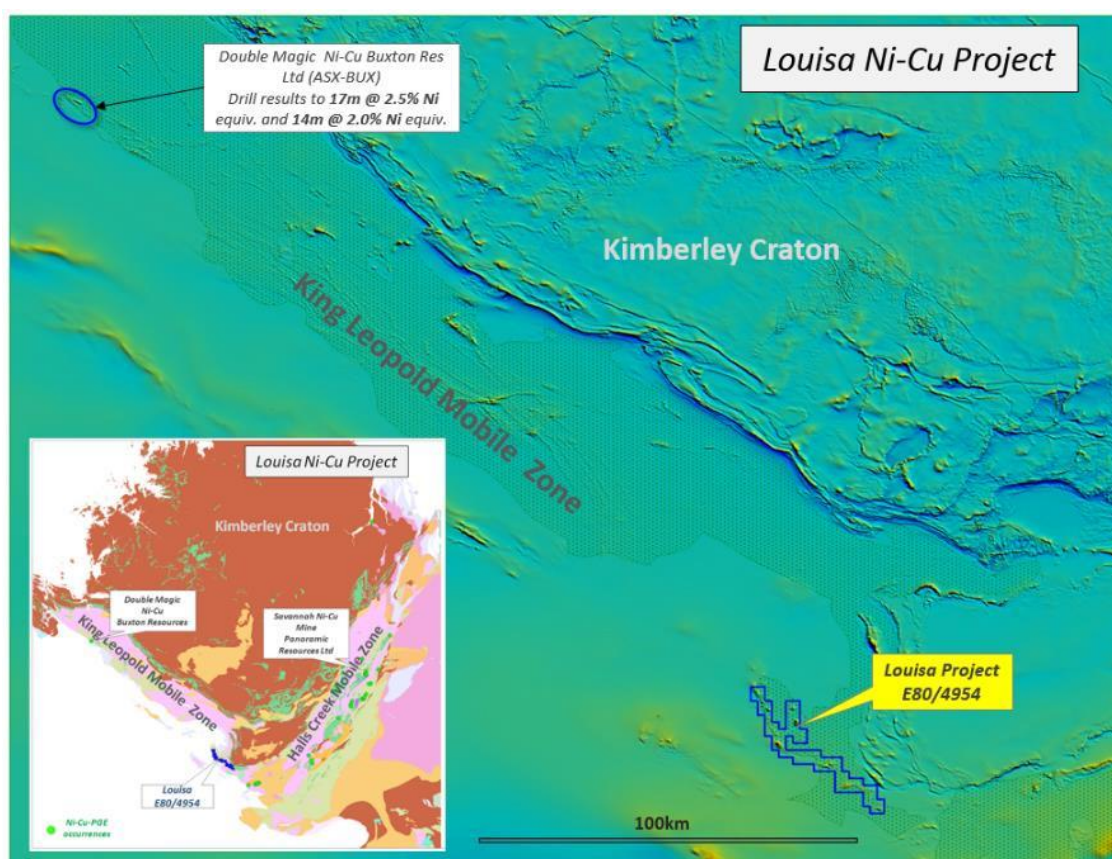 Louisa Ni-Cu Project
Double Magic Ni-Cu Buxton Res
Ltd (ASX-BUX)
Drill results to 17m @ 2.5% Ni
equiv. and 14m @ 2.0% Ni equiv.
Kimberley Craton
King Leopold Mobile Zone
Louisa Project
E80/4954
100km
Louisa Ni-Cu Project
Kimberley Craton
Double Magic
Ni-Cu
Buxton Resources
Savannah Ni-Cu
Mine
Panoramic
Resources Ltd
King Leopold Mobile Zone
Halls Creek Mobile Zone
Louisa
E80/4954
Ni-Cu-PGE
occurrences